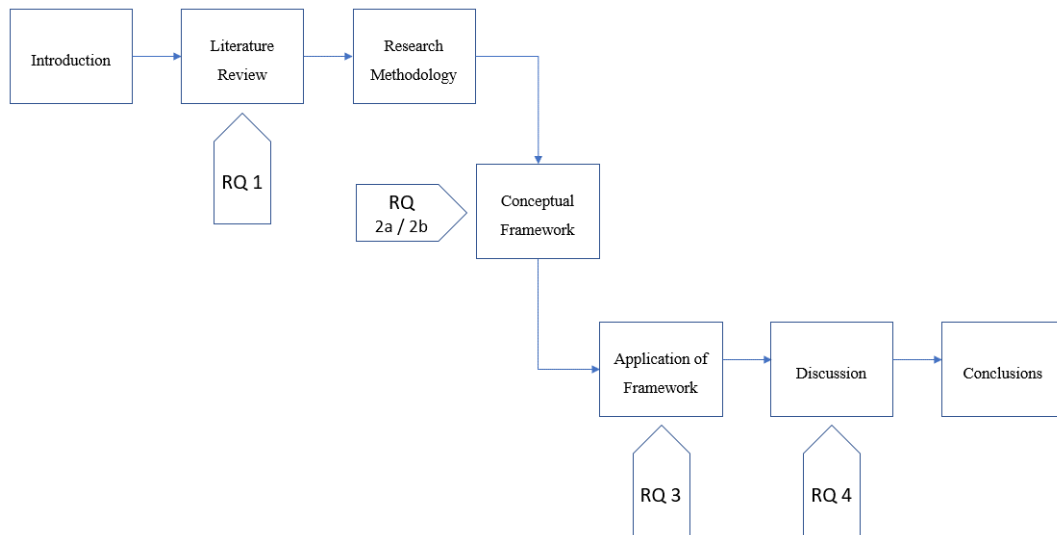 Introduction
Literature
Review
Research
Methodology
RQ 1
RQ
2a / 2b
Conceptual
Framework
Application of
Framework
Discussion
Conclusions
RQ 3
RQ 4